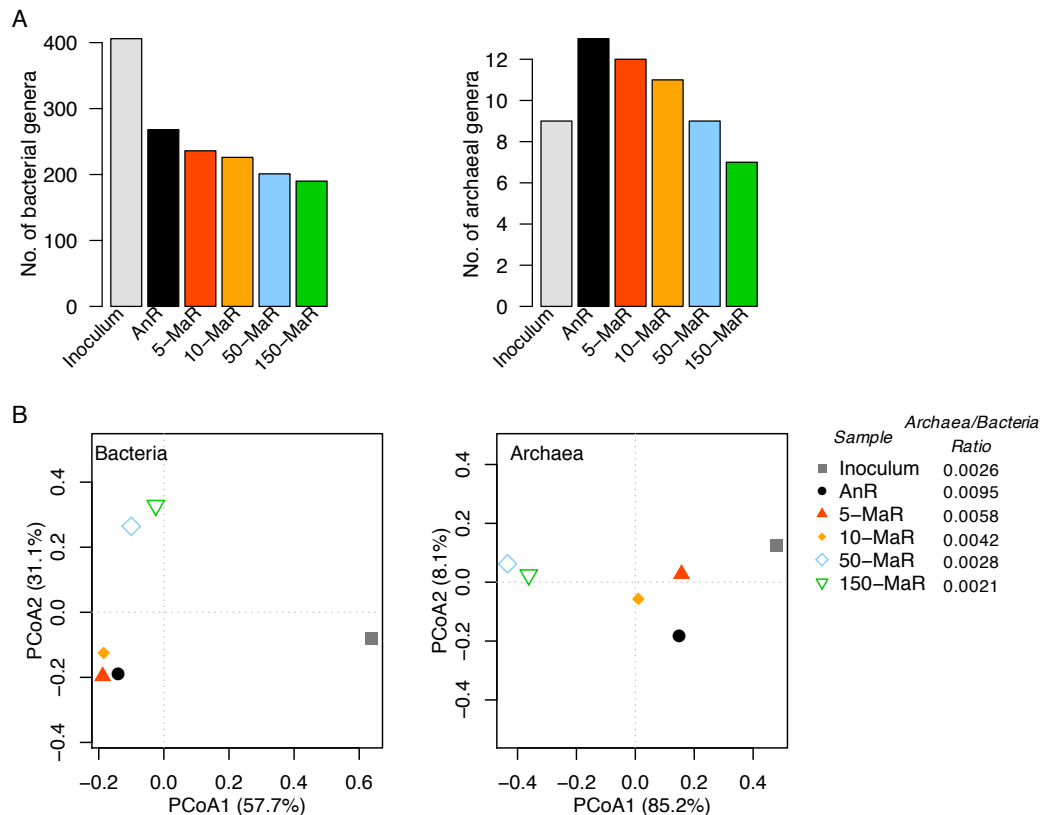 A
No. of bacterial genera
400
300
200
100
0
Inoculum
AnR
5−MaR
10−MaR
50−MaR
150−MaR
No. of archaeal genera
12
10
8
6
4
2
0
Inoculum
AnR
5−MaR
10−MaR
50−MaR
150−MaR
B
Bacteria
PCoA2 (31.1%)
0.4
0.2
0.0
−0.2
−0.4
−0.2 0.0 0.2 0.4 0.6
PCoA1 (57.7%)
Archaea
PCoA2 (8.1%)
0.4
0.2
0.0
−0.2
−0.4
−0.4 −0.2 0.0 0.2 0.4
PCoA1 (85.2%)
Sample Archaea/Bacteria Ratio
Inoculum 0.0026
AnR 0.0095
5−MaR 0.0058
10−MaR 0.0042
50−MaR 0.0028
150−MaR 0.0021